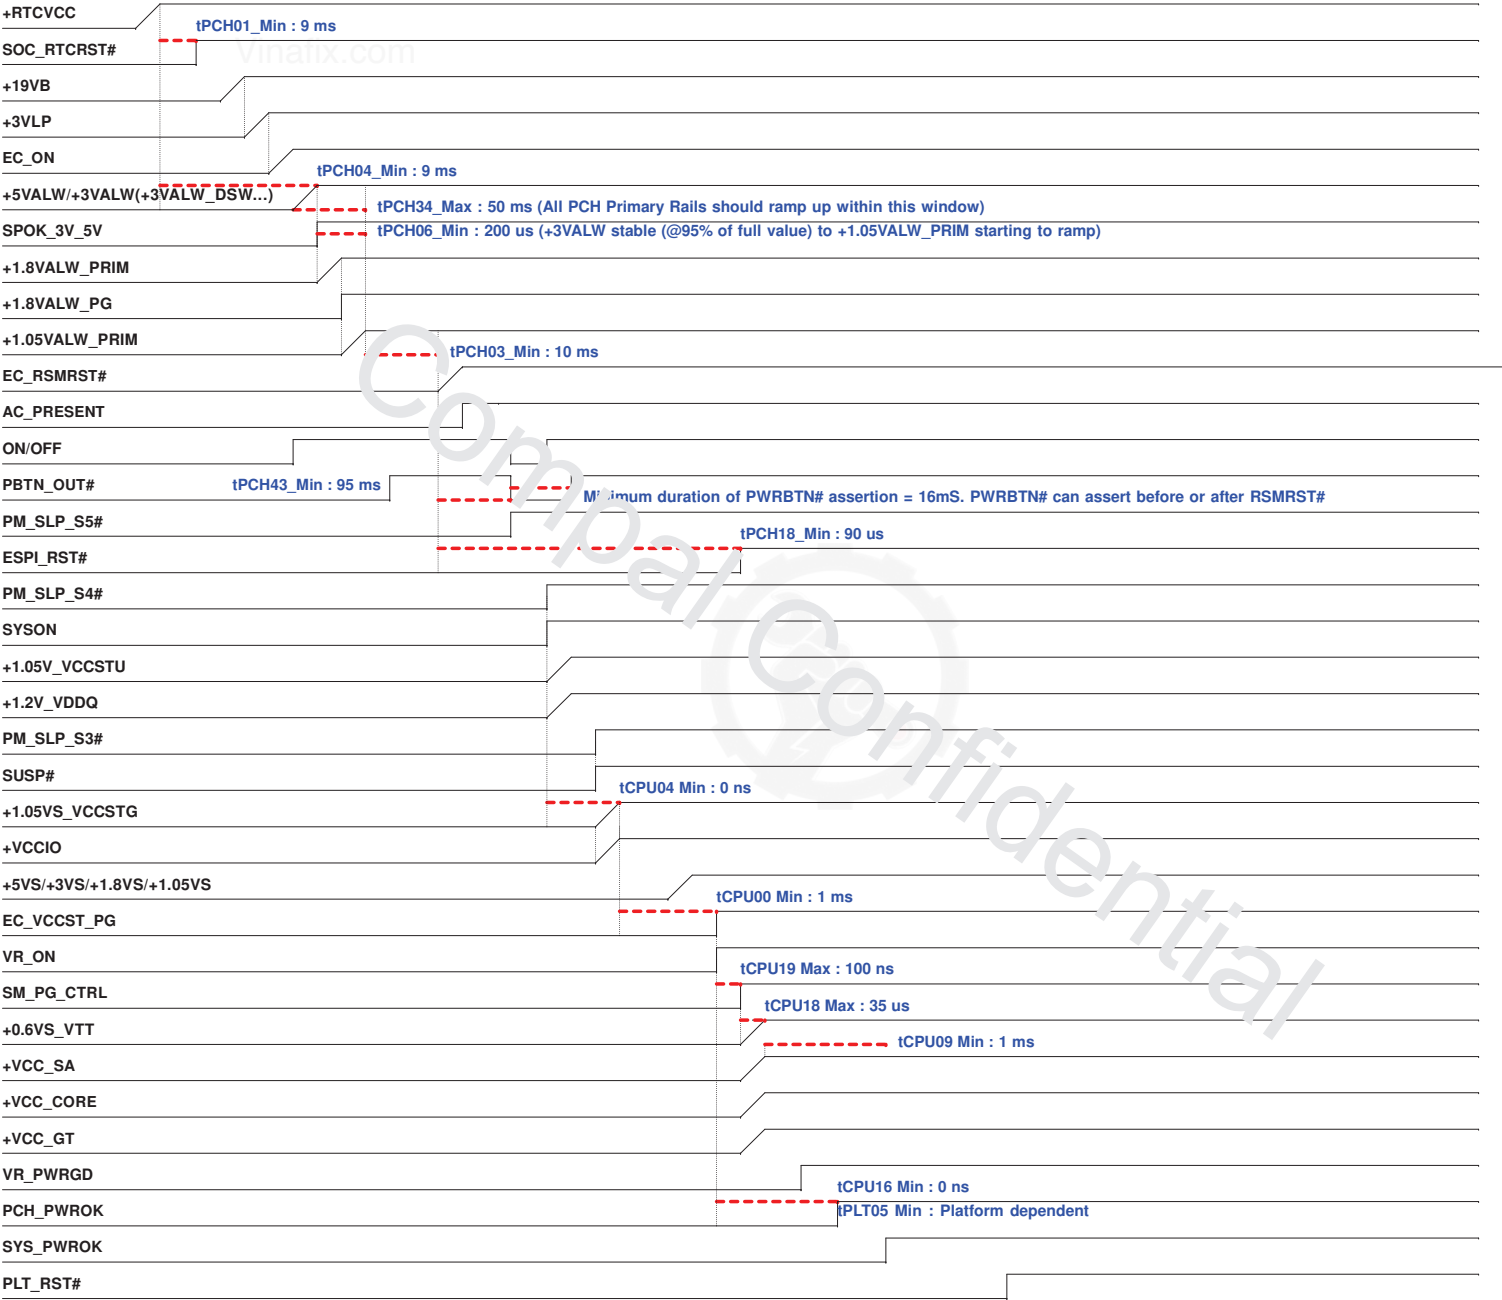 +RTCVCC
tPCH01_Min : 9 ms
SOC_RTCRST#
Vinafix.com
+19VB
+3VLP
EC_ON
tPCH04_Min : 9 ms
+5VALW/+3VALW(+3VALW_DSW...)
tPCH34_Max : 50 ms (All PCH Primary Rails should ramp up within this window)
SPOK_3V_5V
tPCH06_Min : 200 us (+3VALW stable (@95% of full value) to +1.05VALW_PRIM starting to ramp)
+1.8VALW_PRIM
+1.8VALW_PG
+1.05VALW_PRIM
tPCH03_Min : 10 ms
EC_RSMRST#
AC_PRESENT
ON/OFF
PBTN_OUT#
tPCH43_Min : 95 ms
Minimum duration of PWRBTN# assertion = 16mS. PWRBTN# can assert before or after RSMRST#
PM_SLP_S5#
tPCH18_Min : 90 us
ESPI_RST#
PM_SLP_S4#
SYSON
+1.05V_VCCSTU
+1.2V_VDDQ
PM_SLP_S3#
SUSP#
tCPU04 Min : 0 ns
+1.05VS_VCCSTG
+VCCIO
+5VS/+3VS/+1.8VS/+1.05VS
tCPU00 Min : 1 ms
EC_VCCST_PG
VR_ON
tCPU19 Max : 100 ns
SM_PG_CTRL
tCPU18 Max : 35 us
+0.6VS_VTT
tCPU09 Min : 1 ms
+VCC_SA
+VCC_CORE
+VCC_GT
VR_PWRGD
tCPU16 Min : 0 ns
PCH_PWROK
tPLT05 Min : Platform dependent
SYS_PWROK
PLT_RST#
Compal Confidential